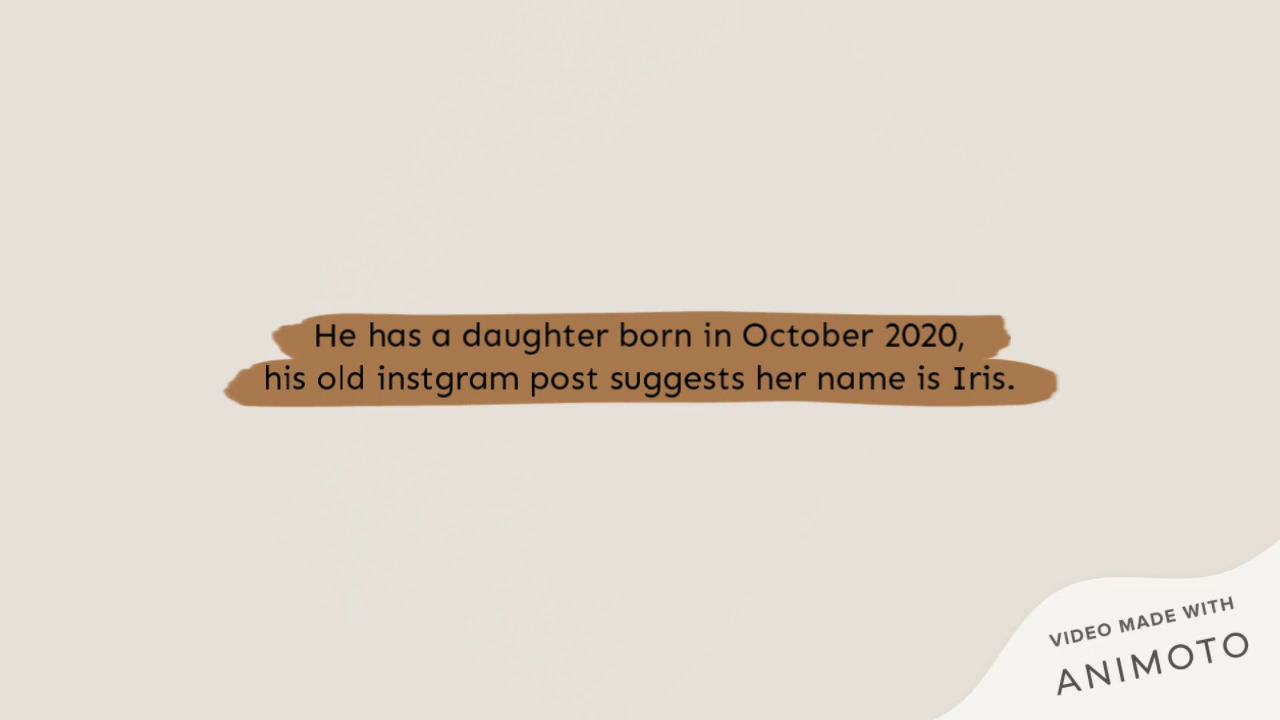 He has a daughter born in October 2020,
his old instgram post suggests her name is Iris.
VIDEO MADE WITH
ANIMOTO